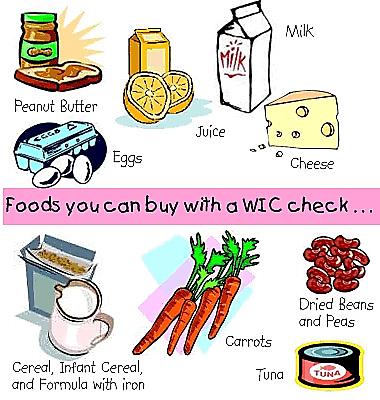 Milk
Milk
Peanut Butter
Juice
Eggs
Cheese
Foods you can buy with a WIC check...
Dried Beans
and Peas
Carrots
Cereal, Infant Cereal,
and Formula with iron
Tuna
TUNA